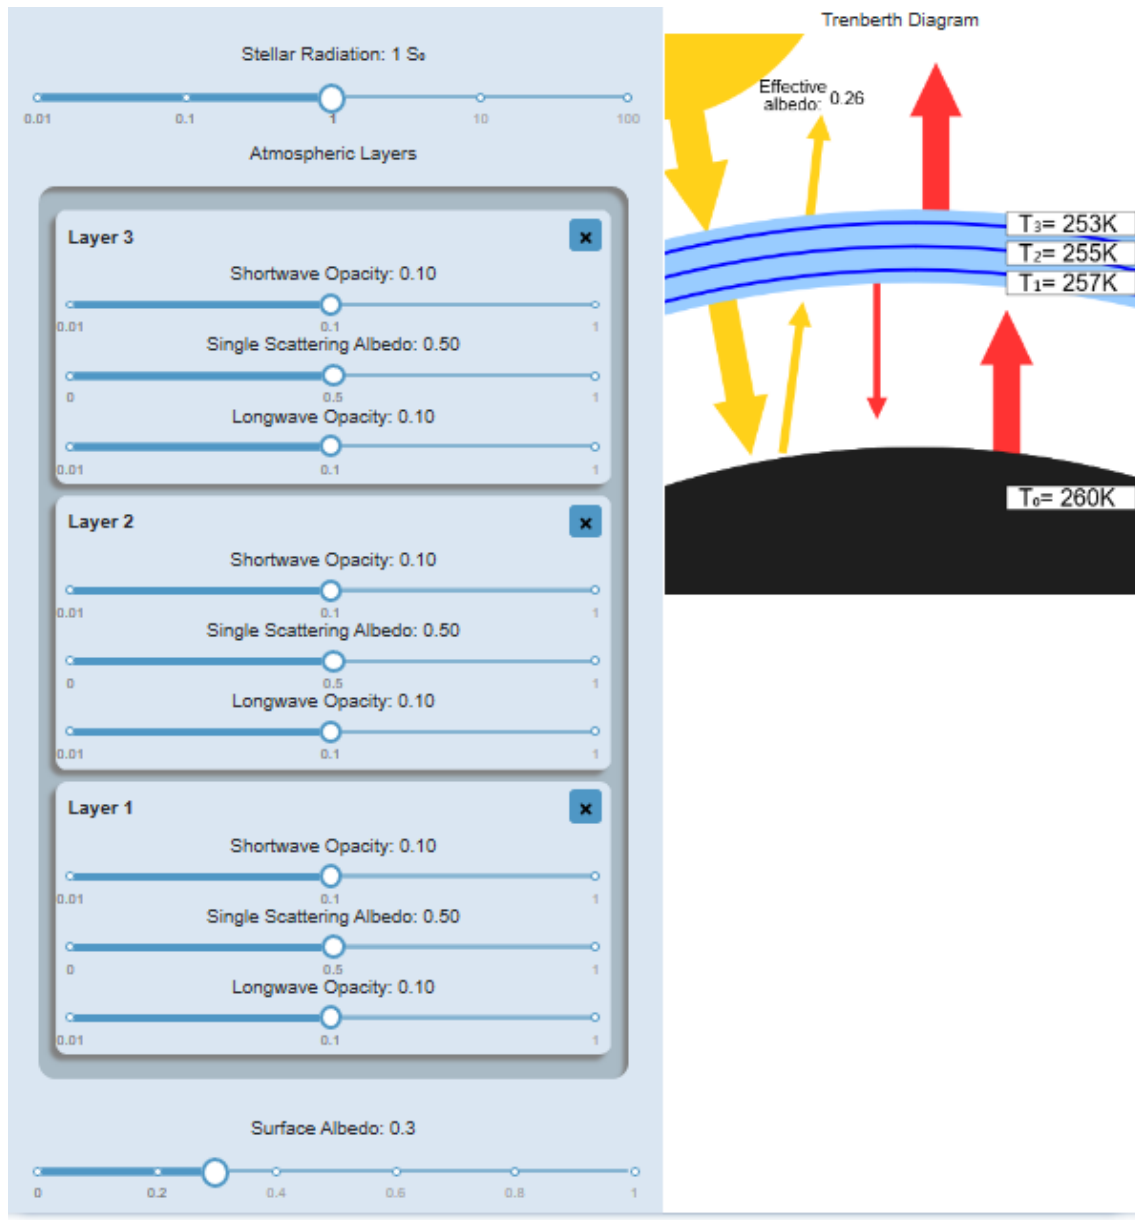 Stellar Radiation: 1 S₀
0.01 0.1 1 10 100
Atmospheric Layers
Layer 3 ×
Shortwave Opacity: 0.10
0.01 0.1 1
Single Scattering Albedo: 0.50
0 0.5 1
Longwave Opacity: 0.10
0.01 0.1 1
Layer 2 ×
Shortwave Opacity: 0.10
0.01 0.1 1
Single Scattering Albedo: 0.50
0 0.5 1
Longwave Opacity: 0.10
0.01 0.1 1
Layer 1 ×
Shortwave Opacity: 0.10
0.01 0.1 1
Single Scattering Albedo: 0.50
0 0.5 1
Longwave Opacity: 0.10
0.01 0.1 1
Surface Albedo: 0.3
0 0.2 0.4 0.6 0.8 1
Trenberth Diagram
Effective
albedo: 0.26
T₃= 253K
T₂= 255K
T₁= 257K
T₀= 260K